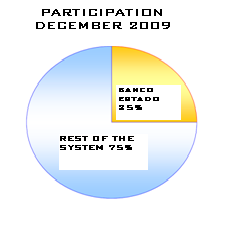 PARTICIPATION
DECEMBER 2009
BANCO
ESTADO
25%
REST OF THE
SYSTEM 75%